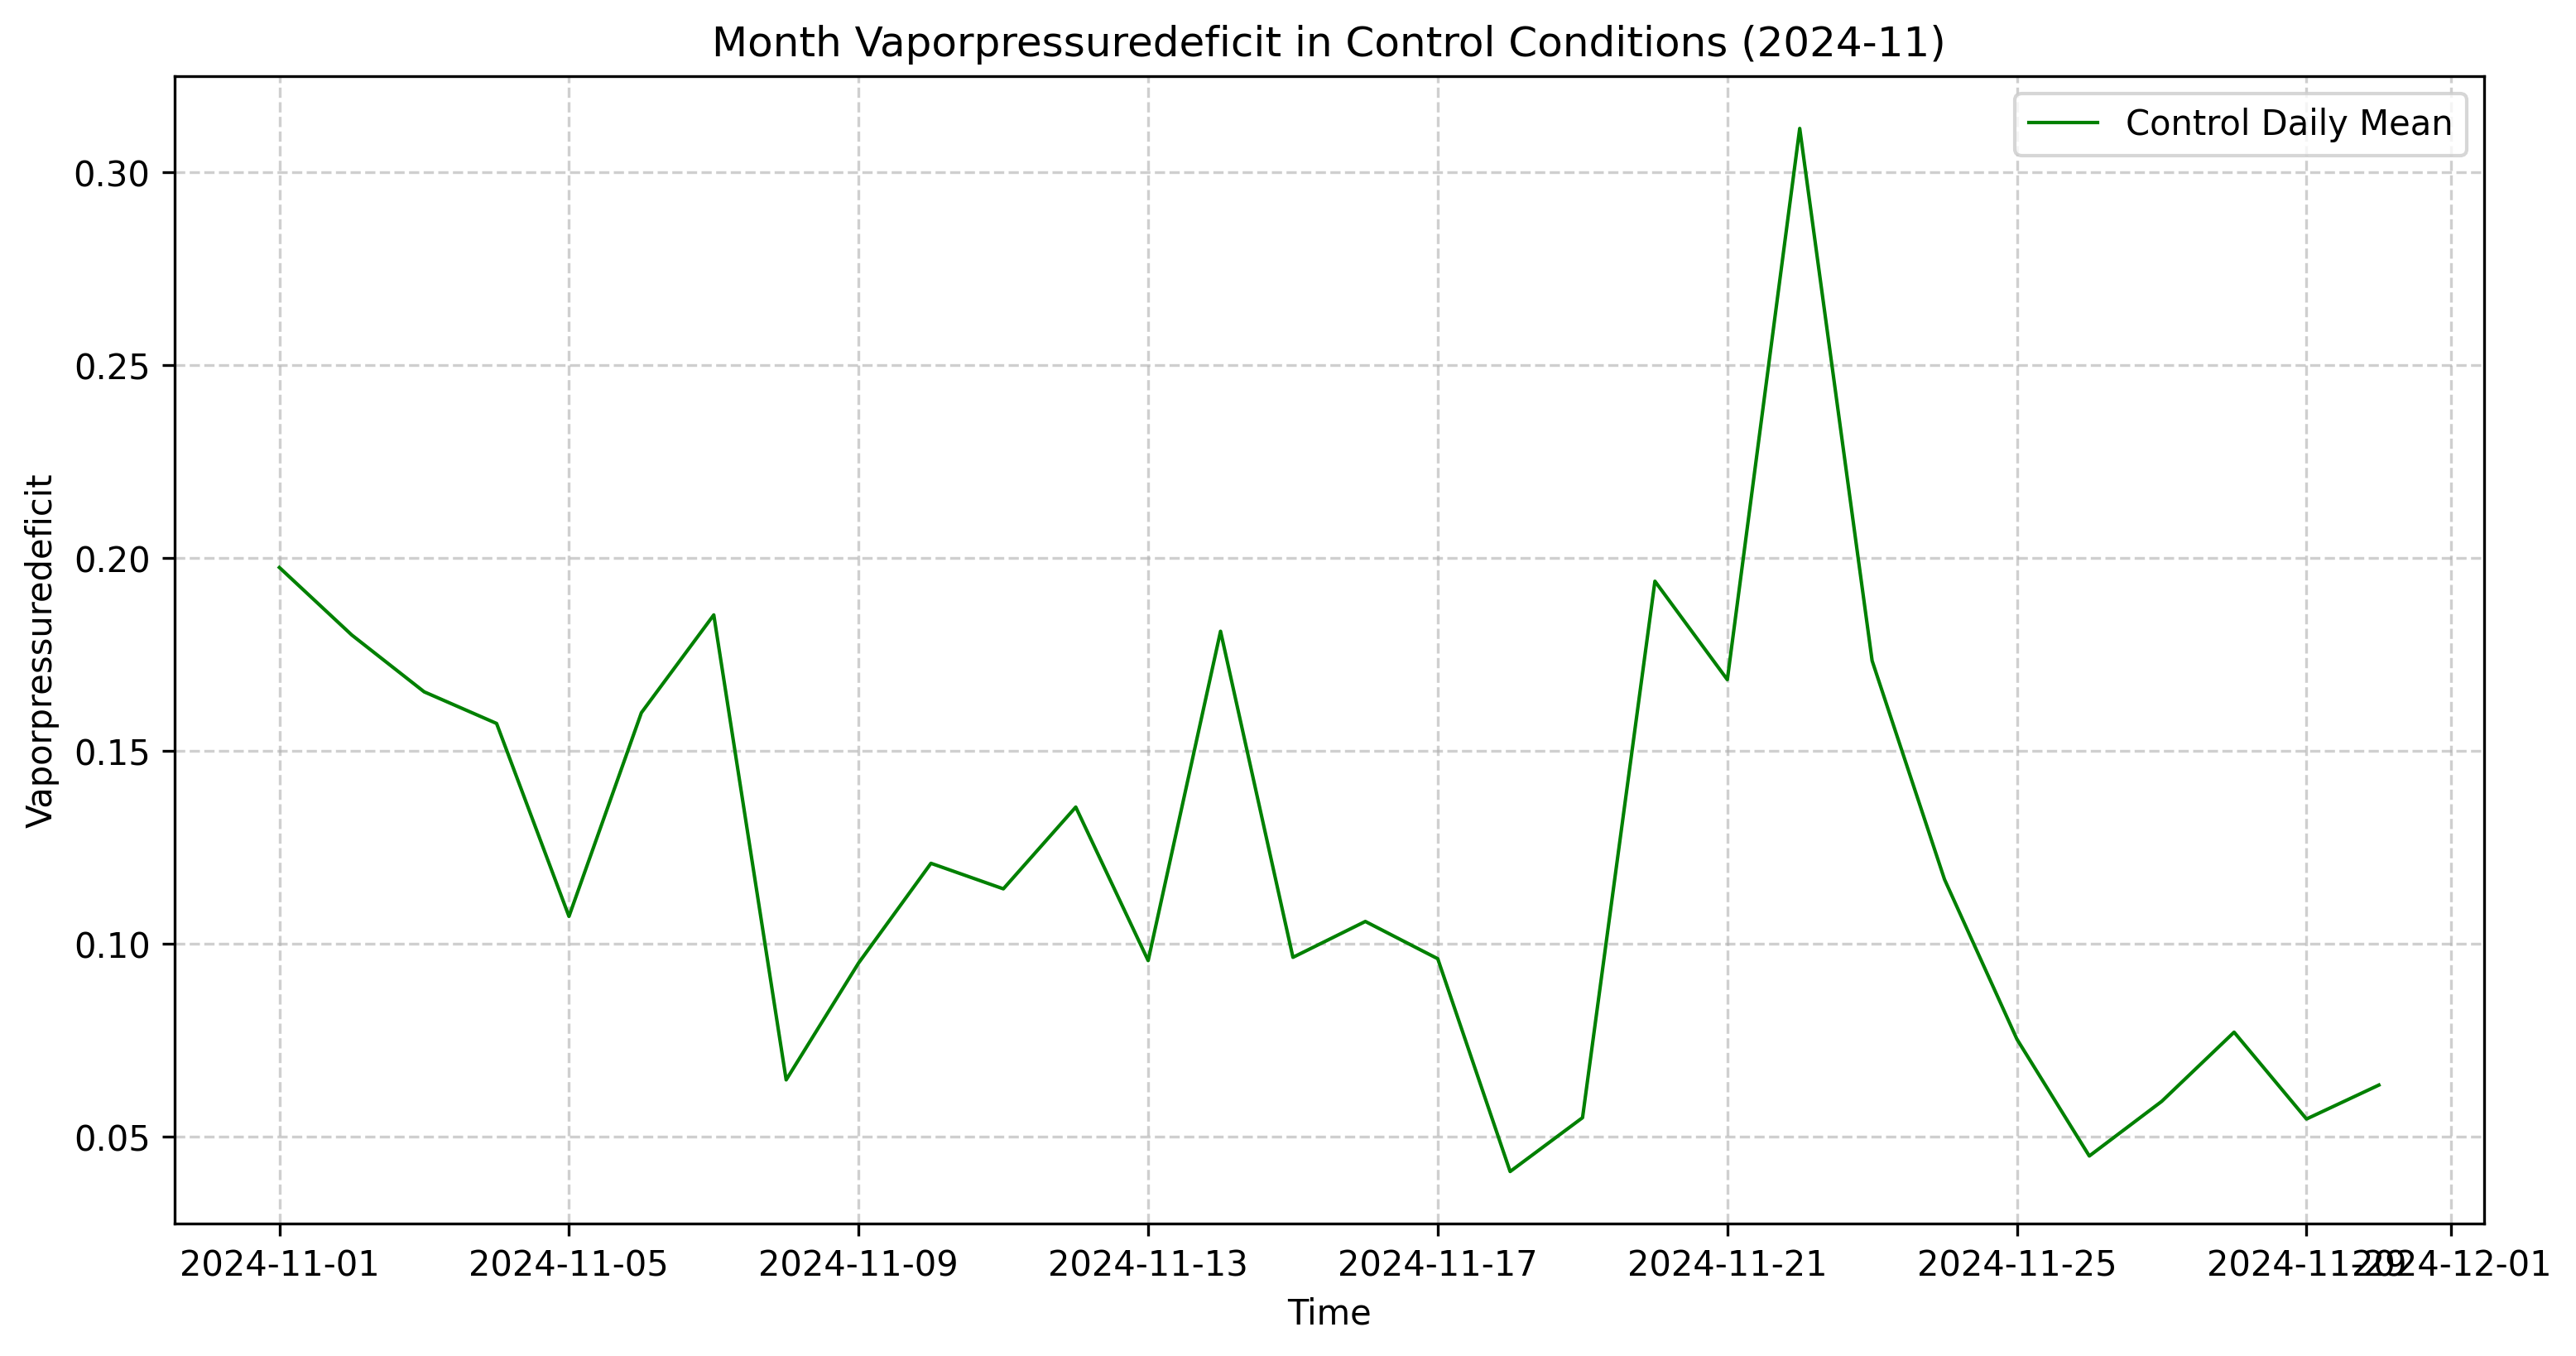 Month Vaporpressuredeficit in Control Conditions (2024-11)
Control Daily Mean
0.30
0.25
0.20
0.15
0.10
0.05
Vaporpressuredeficit
2024-11-01 2024-11-05 2024-11-09 2024-11-13 2024-11-17 2024-11-21 2024-11-25 2024-11-29 2024-12-01
Time